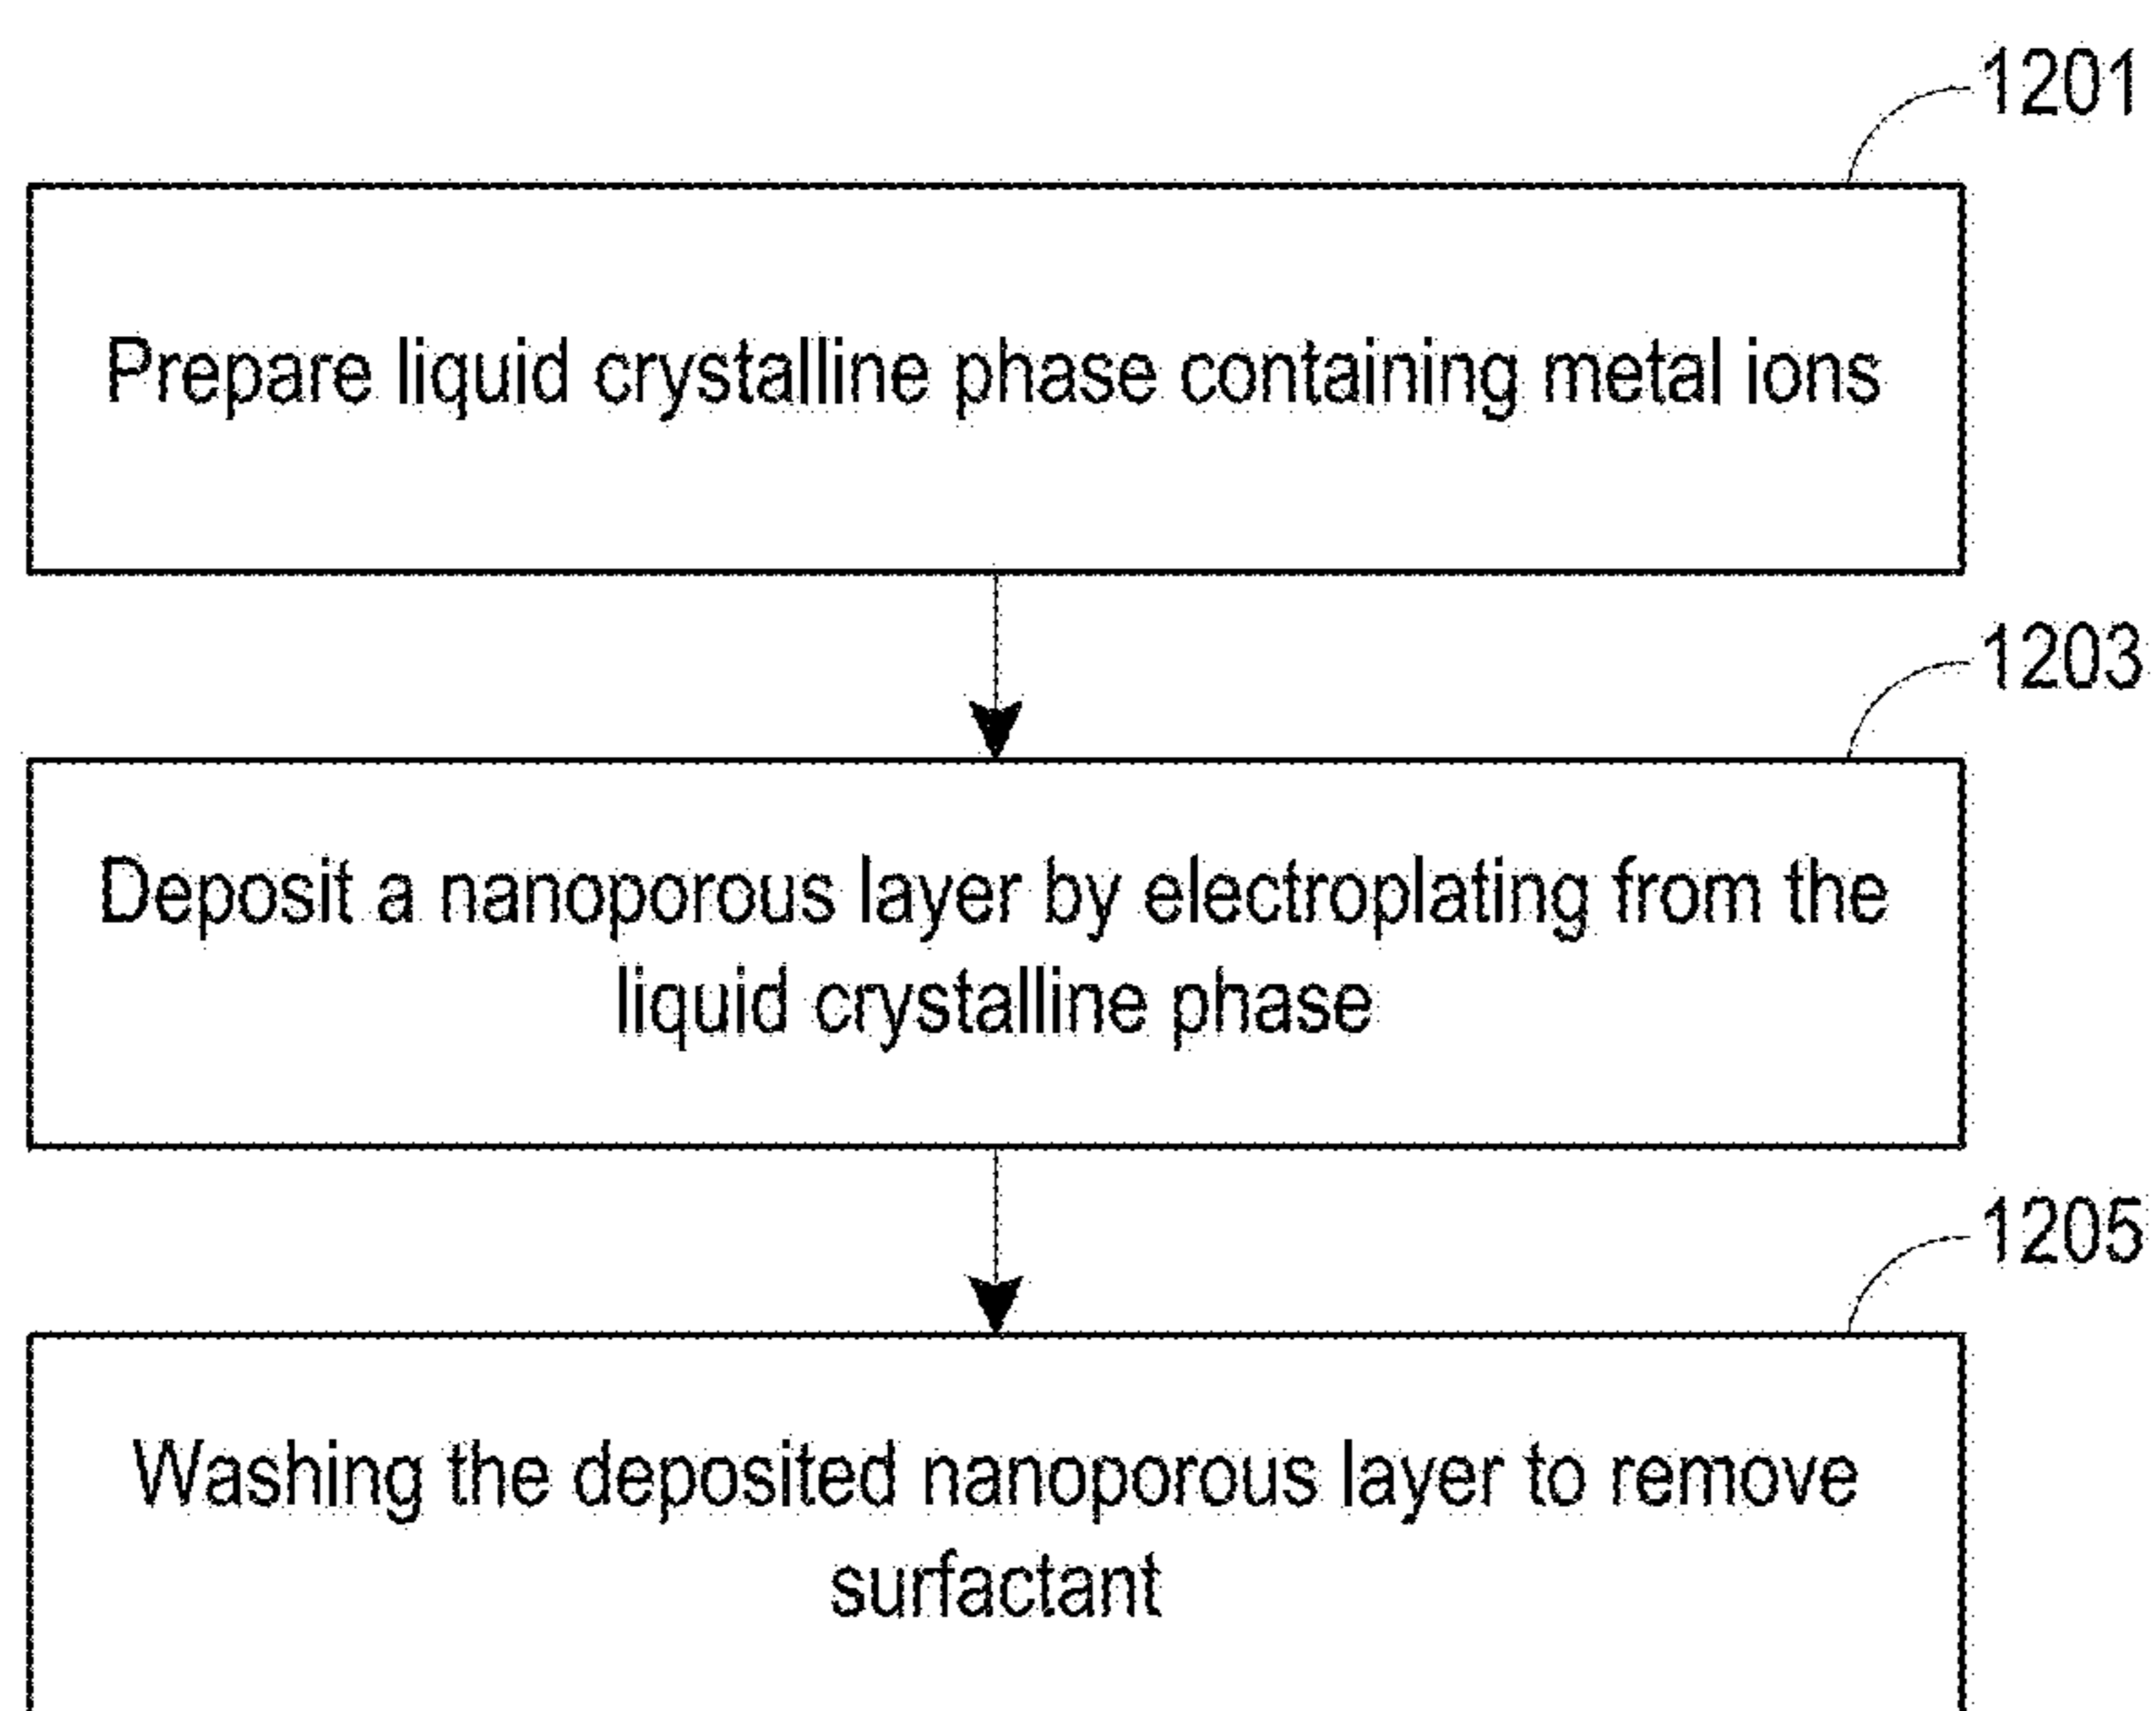 1201
Prepare liquid crystalline phase containing metal ions
1203
Deposit a nanoporous layer by electroplating from the
liquid crystalline phase
1205
Washing the deposited nanoporous layer to remove
surfactant